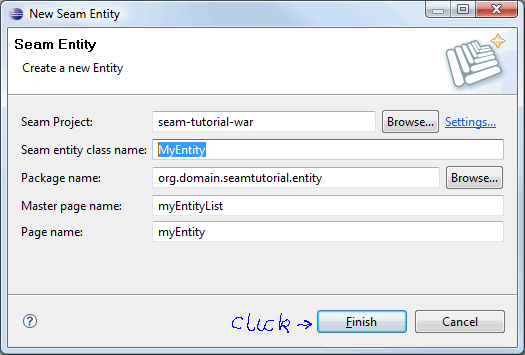 New Seam Entity
Seam Entity
Create a new Entity
Seam Project: seam-tutorial-war Browse... Settings...
Seam entity class name: MyEntity
Package name: org.domain.seamtutorial.entity Browse...
Master page name: myEntityList
Page name: myEntity
? click → Finish Cancel